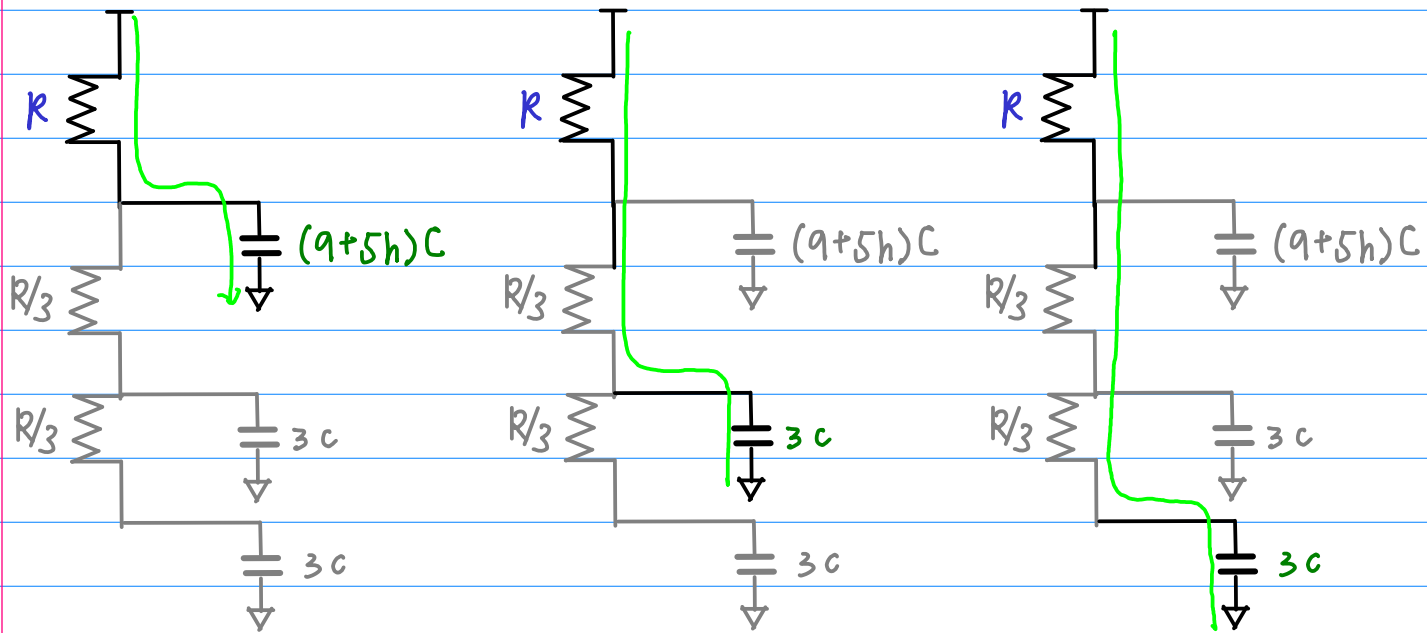 R R R
(9+5h)C (9+5h)C (9+5h)C
R/3 R/3 R/3
R/3 3C R/3 3C R/3 3C
3C 3C 3C